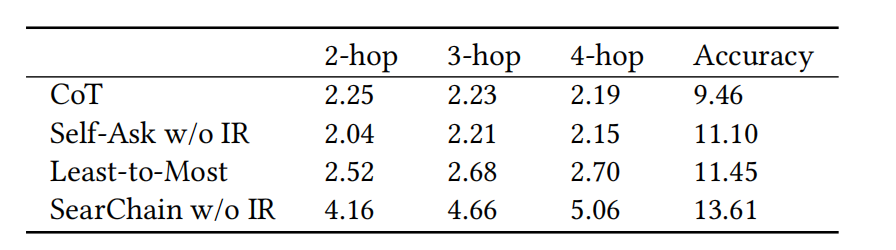 2-hop 3-hop 4-hop Accuracy
CoT 2.25 2.23 2.19 9.46
Self-Ask w/o IR 2.04 2.21 2.15 11.10
Least-to-Most 2.52 2.68 2.70 11.45
SearChain w/o IR 4.16 4.66 5.06 13.61